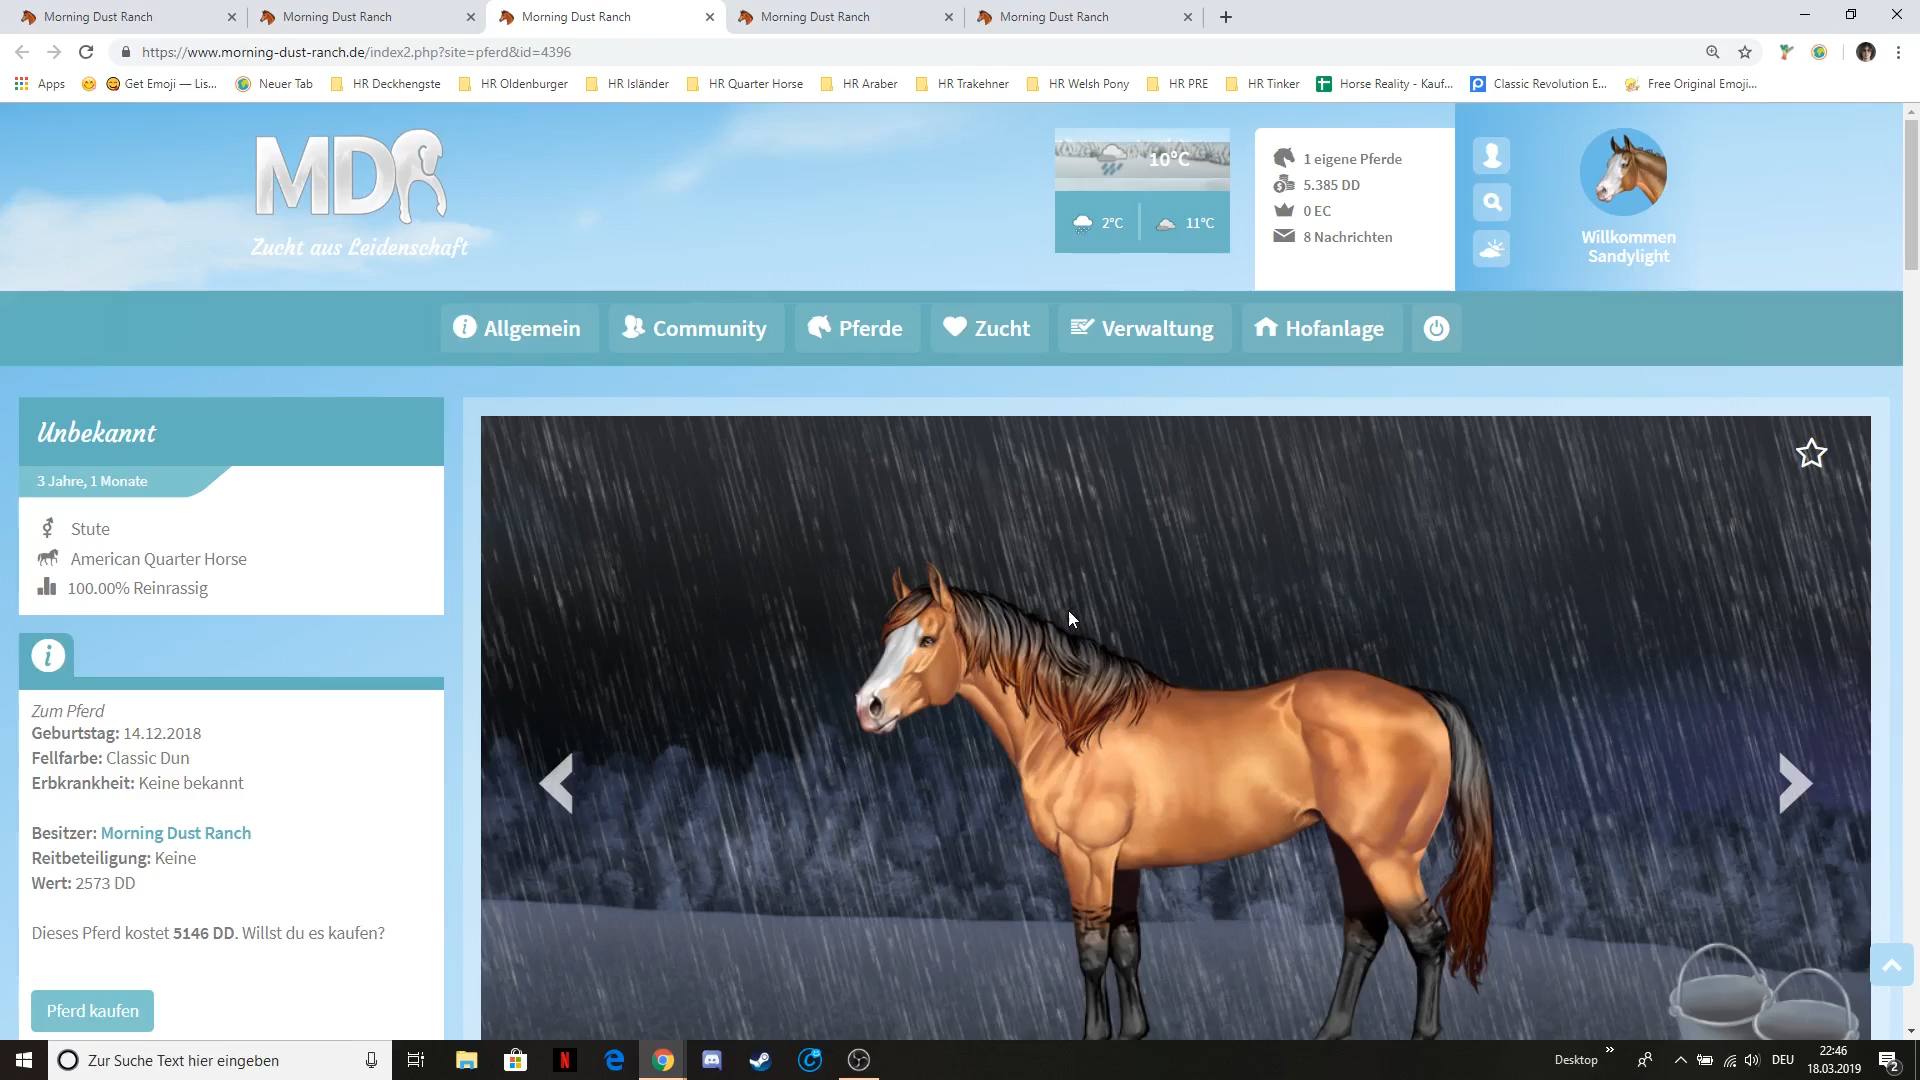 Morning Dust Ranch
Morning Dust Ranch
Morning Dust Ranch
Morning Dust Ranch
Morning Dust Ranch
https://www.morning-dust-ranch.de/index2.php?site=pferd&id=4396
Apps
Get Emoji — Lis...
Neuer Tab
HR Deckhengste
HR Oldenburger
HR Isländer
HR Quarter Horse
HR Araber
HR Trakehner
HR Welsh Pony
HR PRE
HR Tinker
Horse Reality - Kauf...
Classic Revolution E...
Free Original Emoji...
MDR
Zucht aus Leidenschaft
10°C
2°C
11°C
1 eigene Pferde
5.385 DD
0 EC
8 Nachrichten
Willkommen
Sandylight
Allgemein
Community
Pferde
Zucht
Verwaltung
Hofanlage
Unbekannt
3 Jahre, 1 Monate
Stute
American Quarter Horse
100.00% Reinrassig
Zum Pferd
Geburtstag: 14.12.2018
Fellfarbe: Classic Dun
Erbkrankheit: Keine bekannt
Besitzer: Morning Dust Ranch
Reitbeteiligung: Keine
Wert: 2573 DD
Dieses Pferd kostet 5146 DD. Willst du es kaufen?
Pferd kaufen
Zur Suche Text hier eingeben
Desktop
DEU
22:46
18.03.2019
2